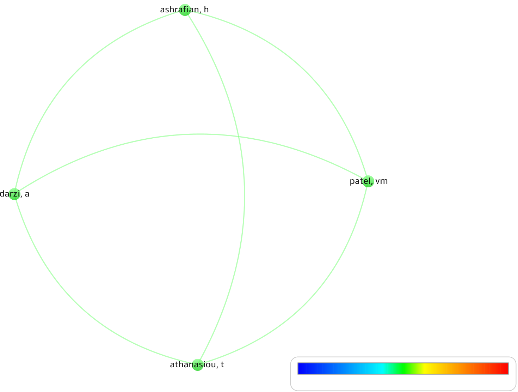 ashrafian, h
patel, vm
darzi, a
athanasiou, t